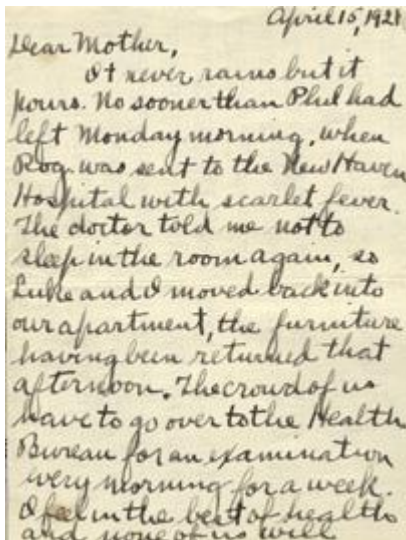 April 15, 1921
Dear Mother,
It never rains but it
pours. No sooner than Phil had
left Monday morning, when
Rog. was sent to the New Haven
Hospital with scarlet fever.
The doctor told me not to
sleep in the room again, so
Luke and I moved back into
our apartment, the furniture
having been returned that
afternoon. The crowd of us
have to go over to the Health
Bureau for an examination
every morning for a week.
I feel in the best of health
and none of us will